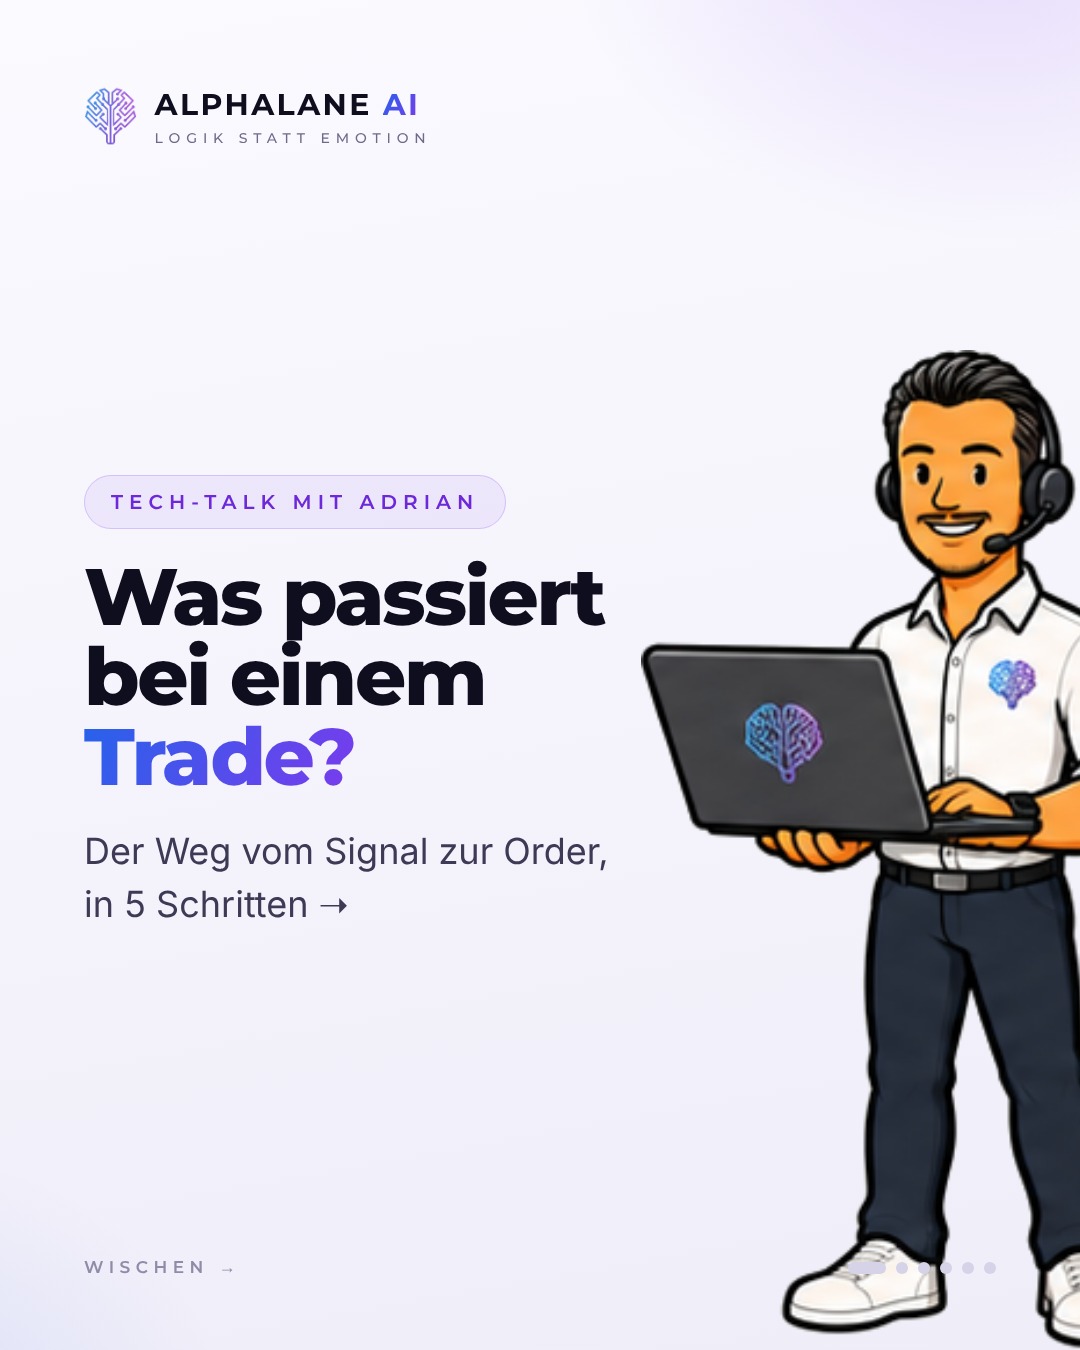 ALPHALANE AI
LOGIK STATT EMOTION
TECH-TALK MIT ADRIAN
Was passiert
bei einem
Trade?
Der Weg vom Signal zur Order,
in 5 Schritten →
WISCHEN →